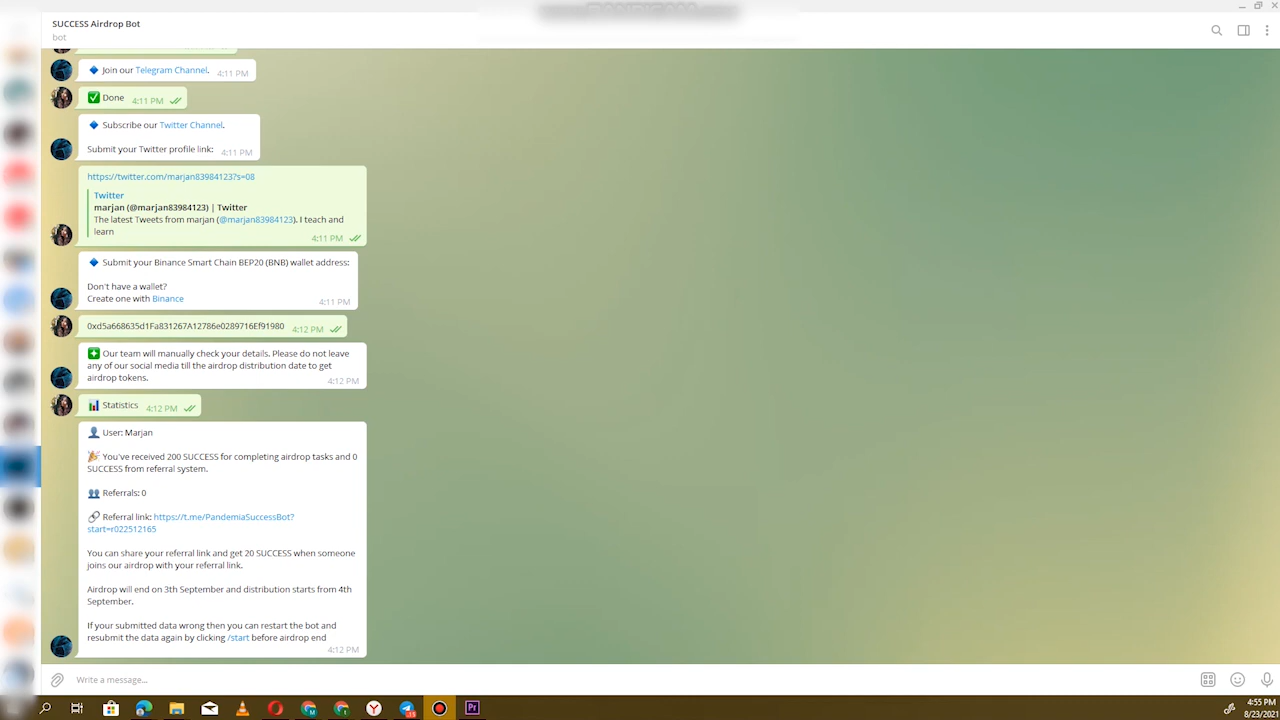 SUCCESS Airdrop Bot
bot
Join our Telegram Channel. 4:11 PM
Done 4:11 PM
Subscribe our Twitter Channel.
Submit your Twitter profile link: 4:11 PM
https://twitter.com/marjan83984123?s=08
Twitter
marjan (@marjan83984123) | Twitter
The latest Tweets from marjan (@marjan83984123). I teach and
learn
4:11 PM
Submit your Binance Smart Chain BEP20 (BNB) wallet address:
Don't have a wallet?
Create one with Binance 4:11 PM
0xd5a668635d1Fa831267A12786e0289716Ef91980 4:12 PM
Our team will manually check your details. Please do not leave
any of our social media till the airdrop distribution date to get
airdrop tokens. 4:12 PM
Statistics 4:12 PM
User: Marjan
You've received 200 SUCCESS for completing airdrop tasks and 0
SUCCESS from referral system.
Referrals: 0
Referral link: https://t.me/PandemiaSuccessBot?
start=r022512165
You can share your referral link and get 20 SUCCESS when someone
joins our airdrop with your referral link.
Airdrop will end on 3th September and distribution starts from 4th
September.
If your submitted data wrong then you can restart the bot and
resubmit the data again by clicking /start before airdrop end
4:12 PM
Write a message...
Pr
4:55 PM
8/23/2021